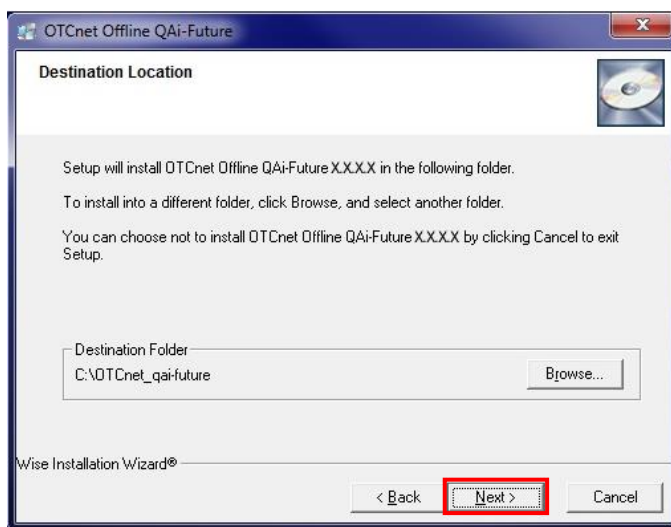 OTCnet Offline QAi-Future
Destination Location
Setup will install OTCnet Offline QAi-Future X.X.X.X in the following folder.
To install into a different folder, click Browse, and select another folder.
You can choose not to install OTCnet Offline QAi-Future X.X.X.X by clicking Cancel to exit
Setup.
Destination Folder
C:\OTCnet_qai-future
Browse...
Wise Installation Wizard®
< Back
Next >
Cancel